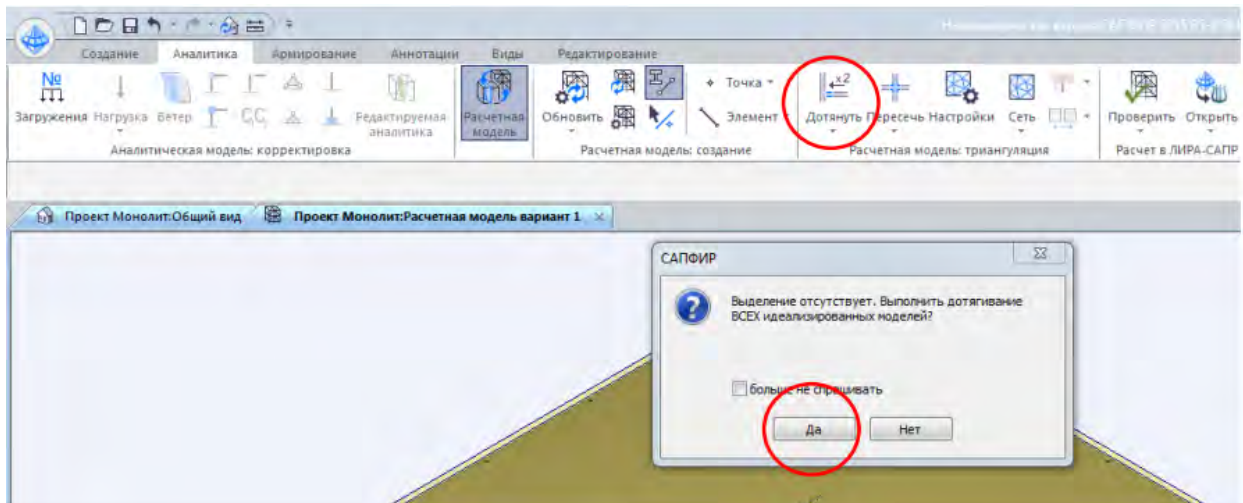 Создание Аналитика Армирование Аннотации Виды Редактирование
№ x2 Точка
Загружения Нагрузка Ветер Редактируемая аналитика Расчетная модель Обновить Элемент Дотянуть Пересечь Настройки Сеть Проверить Открыть
Аналитическая модель: корректировка Расчетная модель: создание Расчетная модель: триангуляция Расчет в ЛИРА-САПР
Проект Монолит:Общий вид Проект Монолит:Расчетная модель вариант 1
САПФИР
Выделение отсутствует. Выполнить дотягивание
ВСЕХ идеализированных моделей?
больше не спрашивать
Да Нет